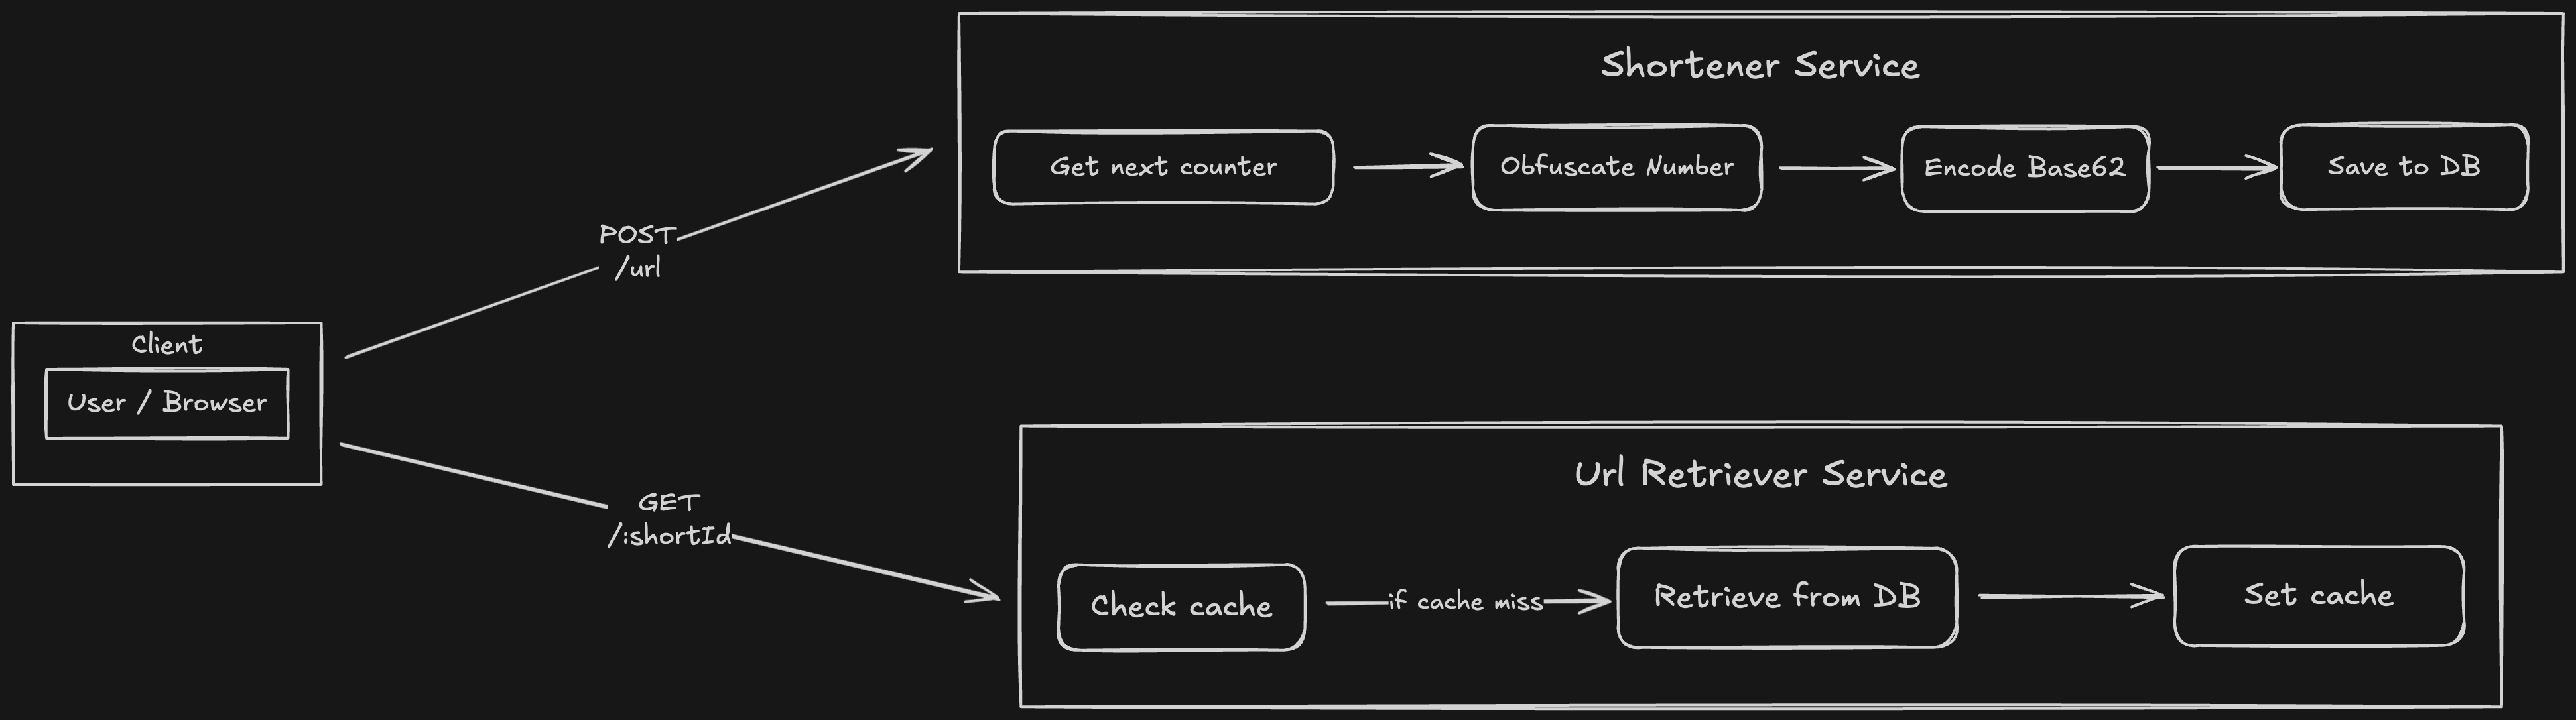 Shortener Service
Get next counter
Obfuscate Number
Encode Base62
Save to DB
POST
/url
Client
User / Browser
GET
/:shortId
Url Retriever Service
Check cache
if cache miss
Retrieve from DB
Set cache